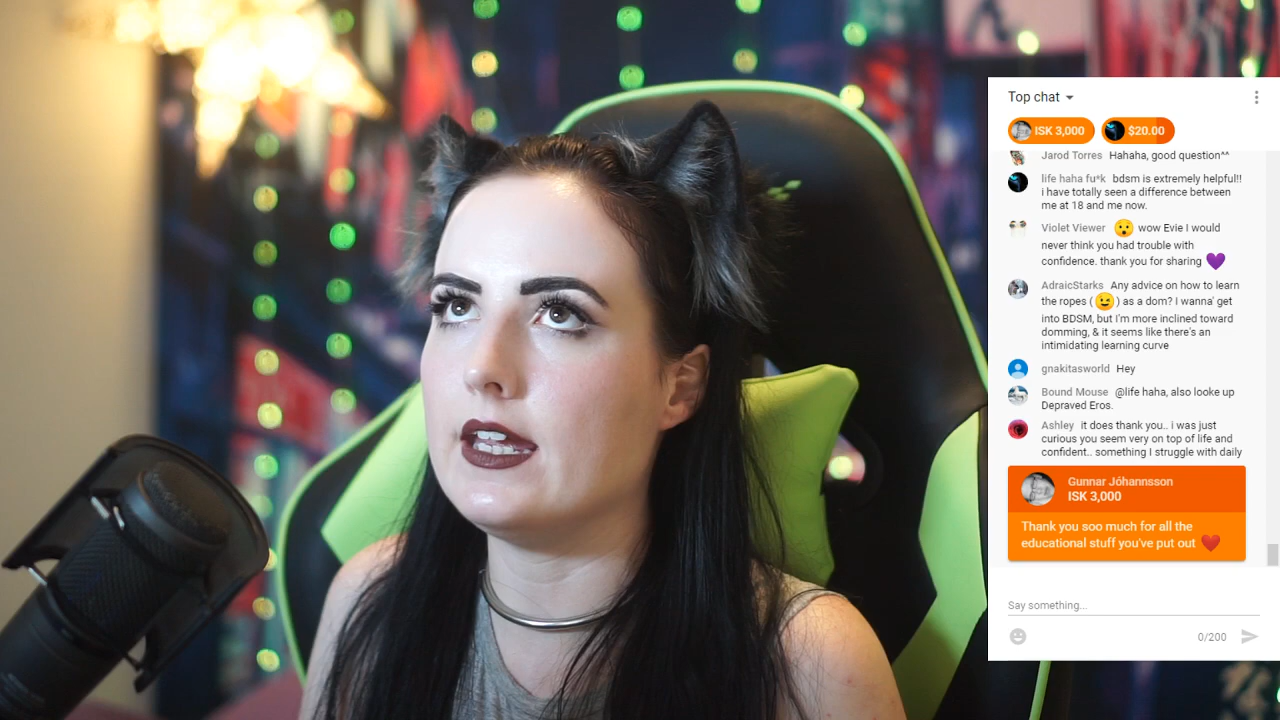 Top chat
ISK 3,000 $20.00
Jarod Torres Hahaha, good question^^
life haha fu*k bdsm is extremely helpful!!
i have totally seen a difference between
me at 18 and me now.
Violet Viewer 😮 wow Evie I would
never think you had trouble with
confidence. thank you for sharing 💜
AdraicStarks Any advice on how to learn
the ropes (😉) as a dom? I wanna' get
into BDSM, but I'm more inclined toward
domming, & it seems like there's an
intimidating learning curve
gnakitasworld Hey
Bound Mouse @life haha, also looke up
Depraved Eros.
Ashley it does thank you.. i was just
curious you seem very on top of life and
confident.. something I struggle with daily
Gunnar Jóhannsson
ISK 3,000
Thank you soo much for all the
educational stuff you've put out ❤️
Say something...
0/200
な